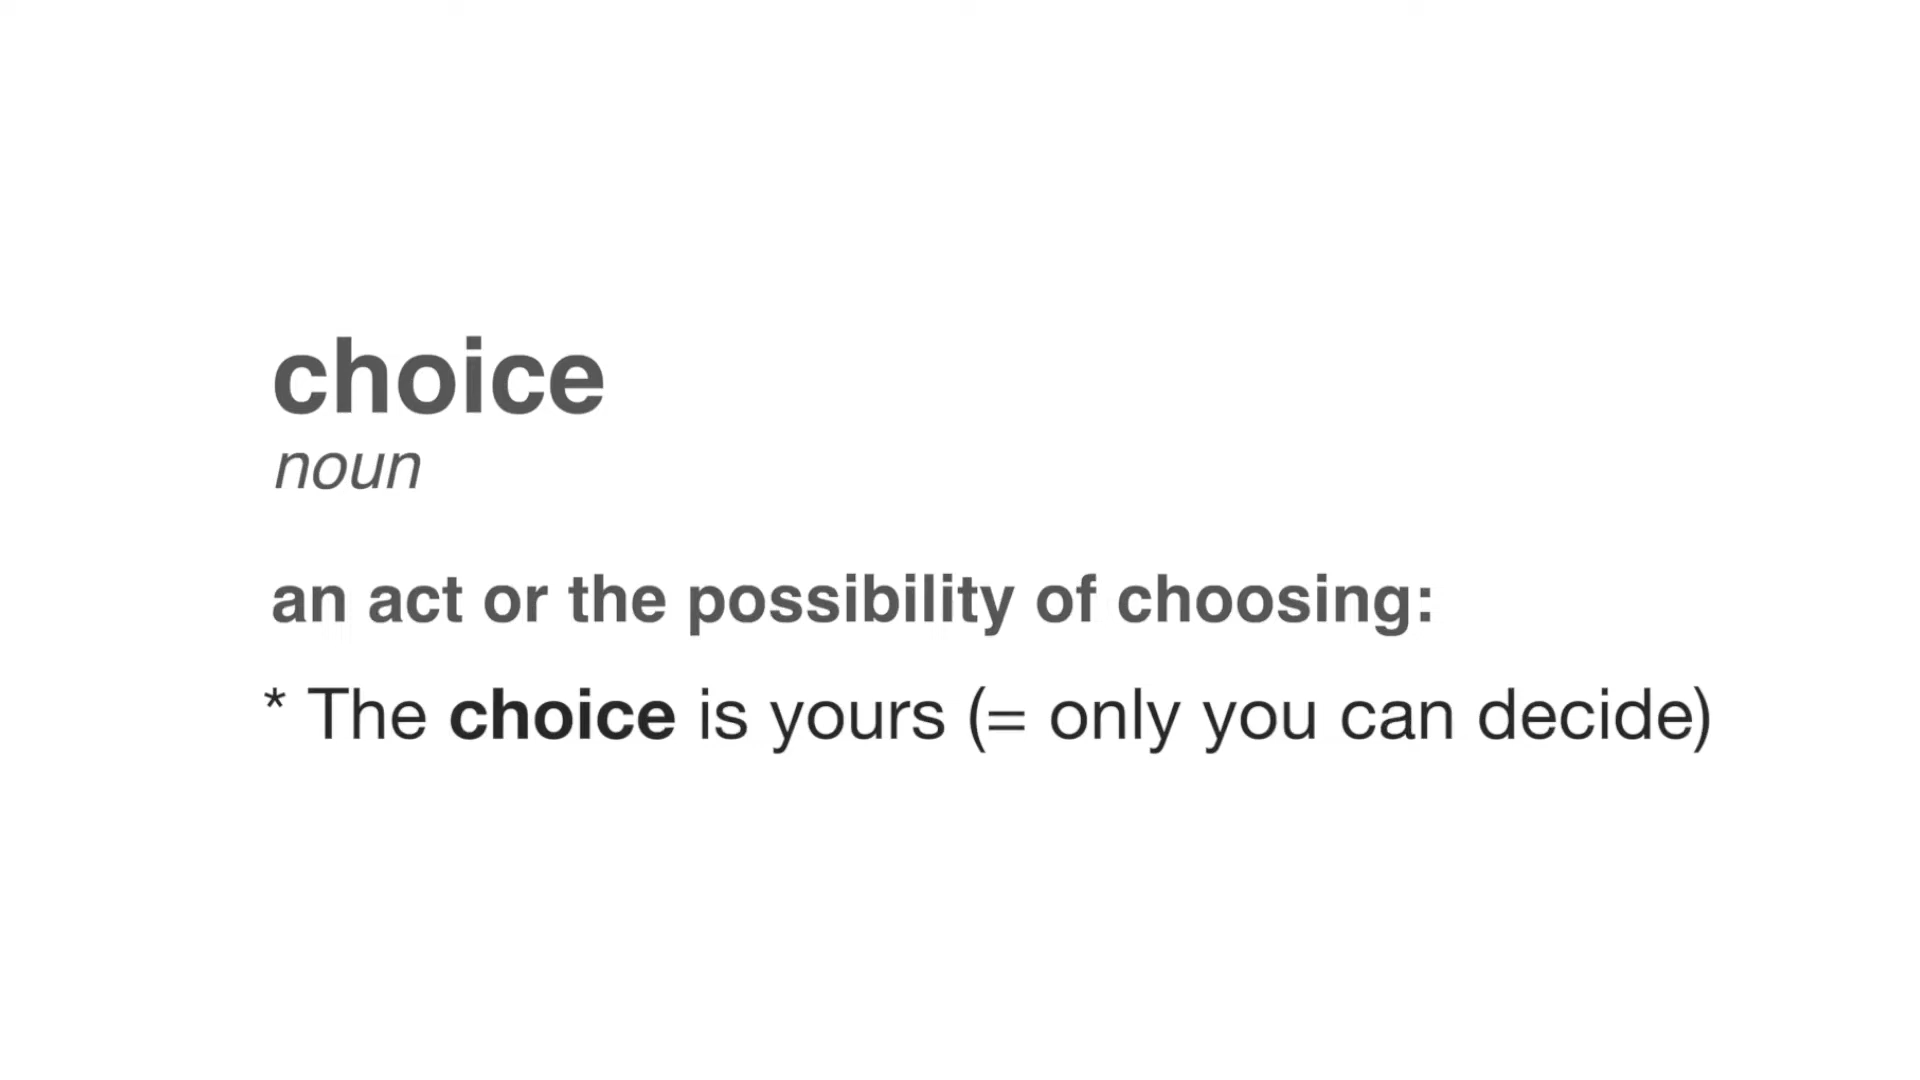 choice
noun
an act or the possibility of choosing:
* The choice is yours (= only you can decide)